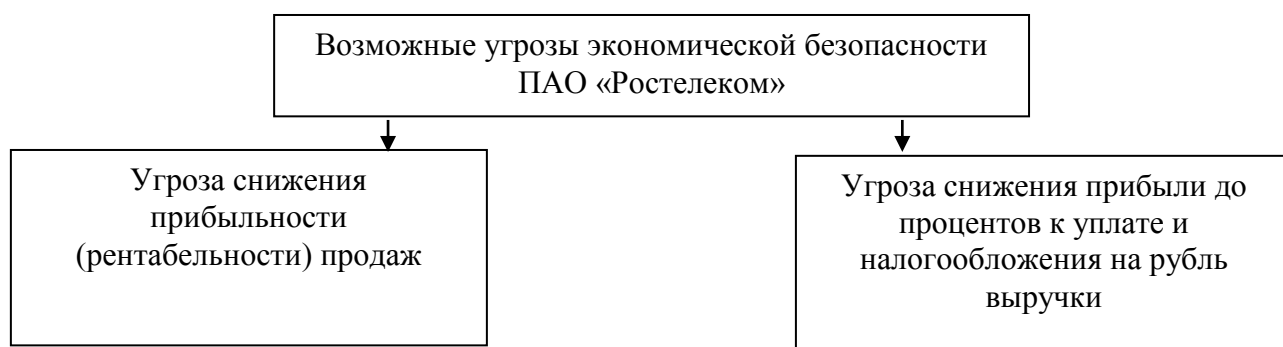 Возможные угрозы экономической безопасности
ПАО «Ростелеком»
Угроза снижения
прибыльности
(рентабельности) продаж
Угроза снижения прибыли до
процентов к уплате и
налогообложения на рубль
выручки